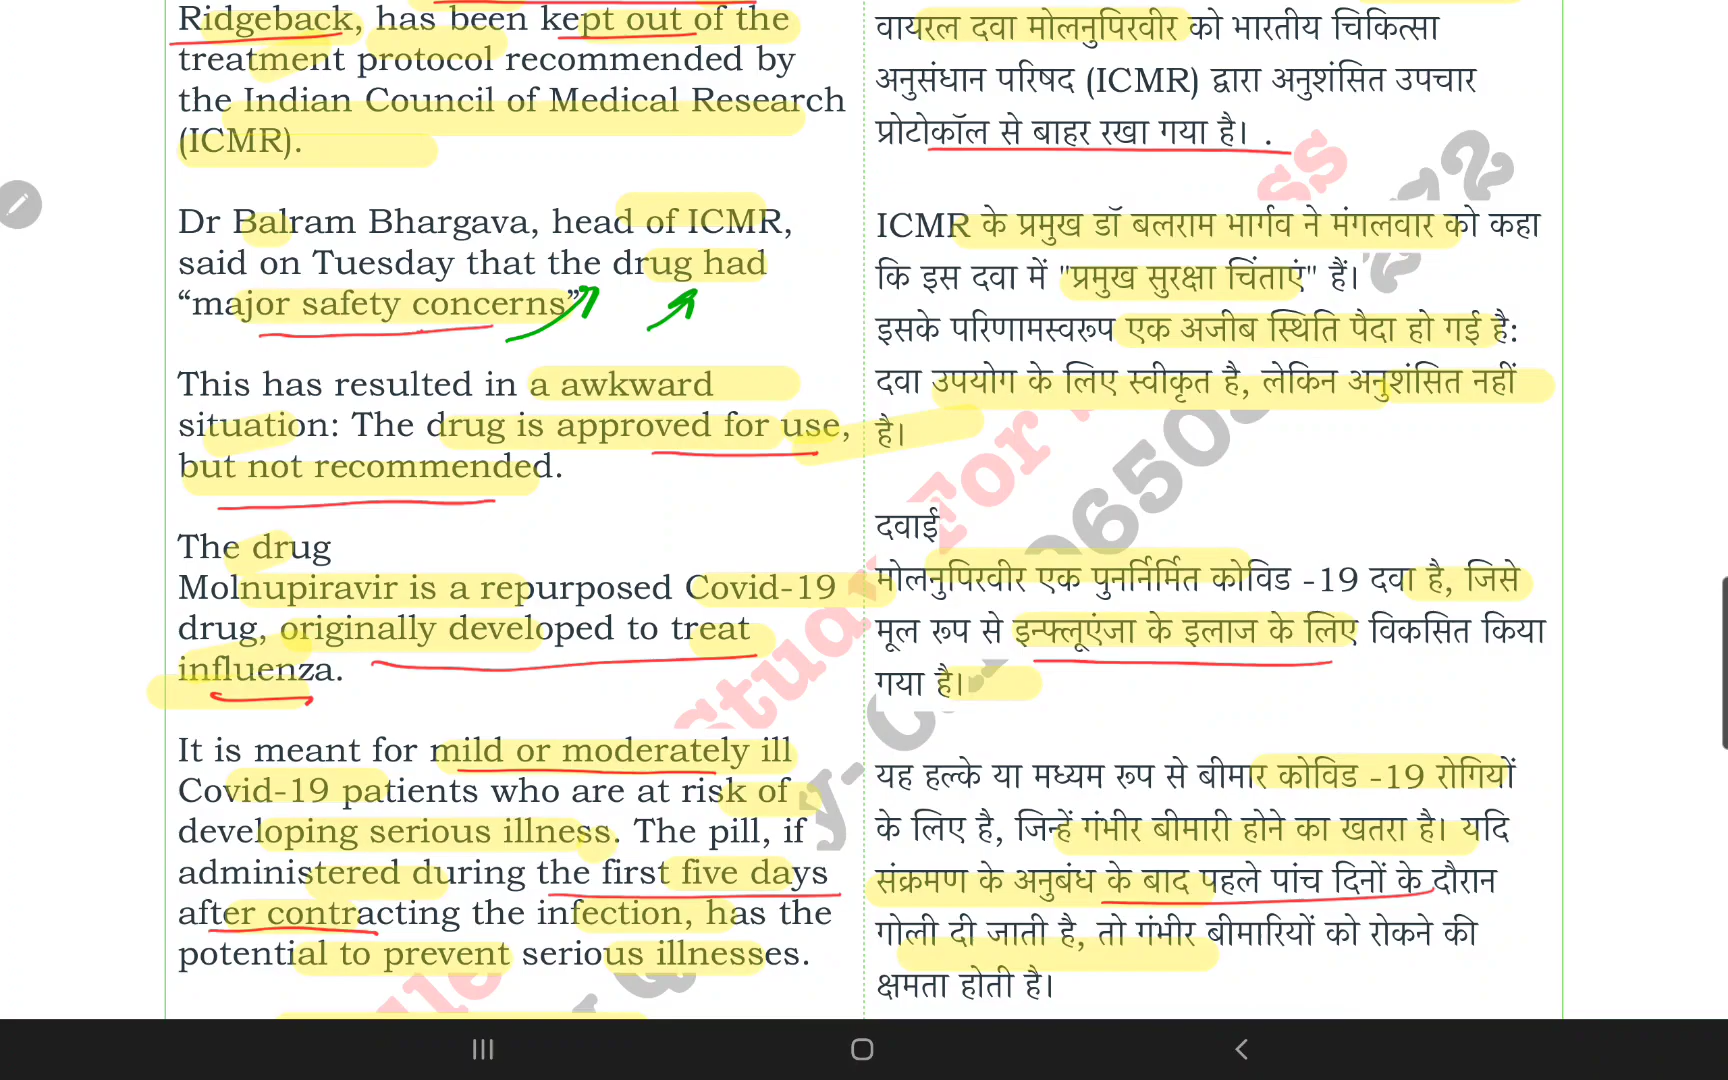 Ridgeback, has been kept out of the
treatment protocol recommended by
the Indian Council of Medical Research
(ICMR).
Dr Balram Bhargava, head of ICMR,
said on Tuesday that the drug had
“major safety concerns”
This has resulted in a awkward
situation: The drug is approved for use,
but not recommended.
The drug
Molnupiravir is a repurposed Covid-19
drug, originally developed to treat
influenza.
It is meant for mild or moderately ill
Covid-19 patients who are at risk of
developing serious illness. The pill, if
administered during the first five days
after contracting the infection, has the
potential to prevent serious illnesses.
वायरल दवा मोलनुपिरवीर को भारतीय चिकित्सा
अनुसंधान परिषद (ICMR) द्वारा अनुशंसित उपचार
प्रोटोकॉल से बाहर रखा गया है। .
ICMR के प्रमुख डॉ बलराम भार्गव ने मंगलवार को कहा
कि इस दवा में "प्रमुख सुरक्षा चिंताएं" हैं।
इसके परिणामस्वरूप एक अजीब स्थिति पैदा हो गई है:
दवा उपयोग के लिए स्वीकृत है, लेकिन अनुशंसित नहीं
है।
दवाई
मोलनुपिरवीर एक पुनर्निर्मित कोविड -19 दवा है, जिसे
मूल रूप से इन्फ्लूएंजा के इलाज के लिए विकसित किया
गया है।
यह हल्के या मध्यम रूप से बीमार कोविड -19 रोगियों
के लिए है, जिन्हें गंभीर बीमारी होने का खतरा है। यदि
संक्रमण के अनुबंध के बाद पहले पांच दिनों के दौरान
गोली दी जाती है, तो गंभीर बीमारियों को रोकने की
क्षमता होती है।
Study For